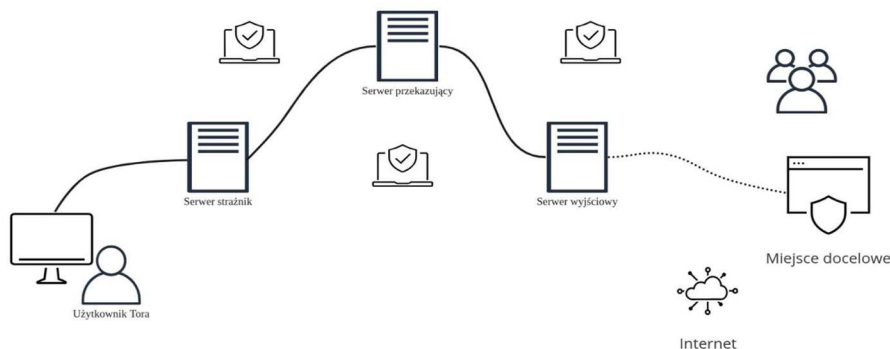 Serwer przekazujący
Serwer strażnik
Serwer wyjściowy
Miejsce docelowe
Użytkownik Tora
Internet